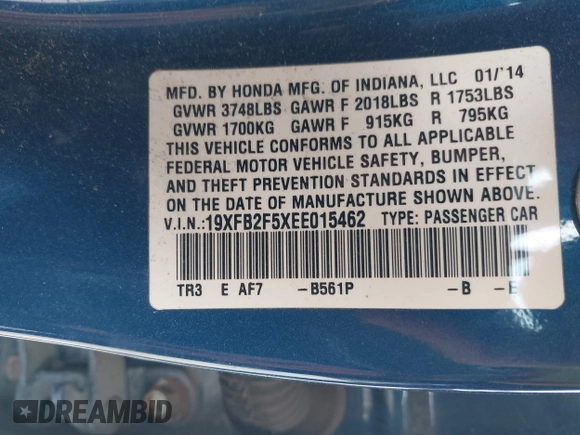 MFD. BY HONDA MFG. OF INDIANA, LLC 01/'14
GVWR 3748LBS GAWR F 2018LBS R 1753LBS
GVWR 1700KG GAWR F 915KG R 795KG
THIS VEHICLE CONFORMS TO ALL APPLICABLE
FEDERAL MOTOR VEHICLE SAFETY, BUMPER,
AND THEFT PREVENTION STANDARDS IN EFFECT
ON THE DATE OF MANUFACTURE SHOWN ABOVE.
V.I.N.:19XFB2F5XEE015462 TYPE: PASSENGER CAR
TR3 E AF7 -B561P -B -E
DREAMBID